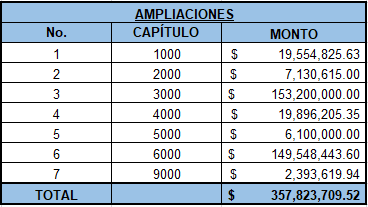 AMPLIACIONES
No. CAPÍTULO MONTO
1 1000 $ 19,554,825.63
2 2000 $ 7,130,615.00
3 3000 $ 153,200,000.00
4 4000 $ 19,896,205.35
5 5000 $ 6,100,000.00
6 6000 $ 149,548,443.60
7 9000 $ 2,393,619.94
TOTAL $ 357,823,709.52